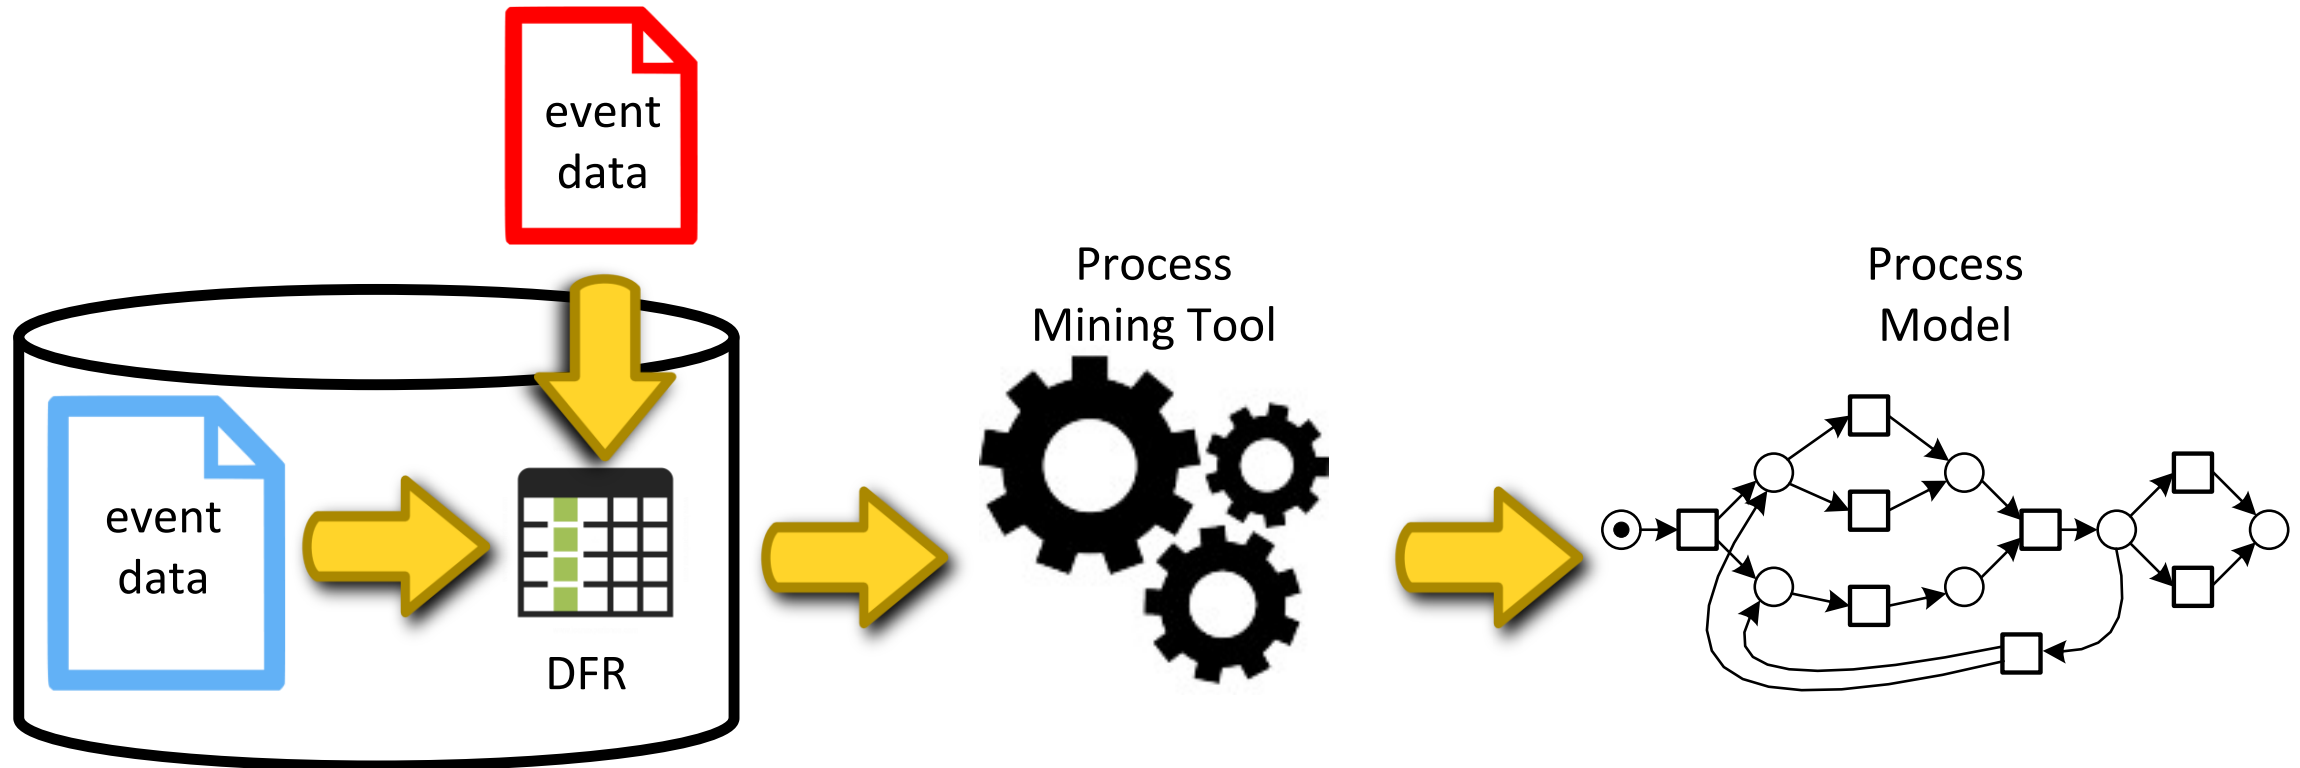 event
data
event
data
DFR
Process
Mining Tool
Process
Model